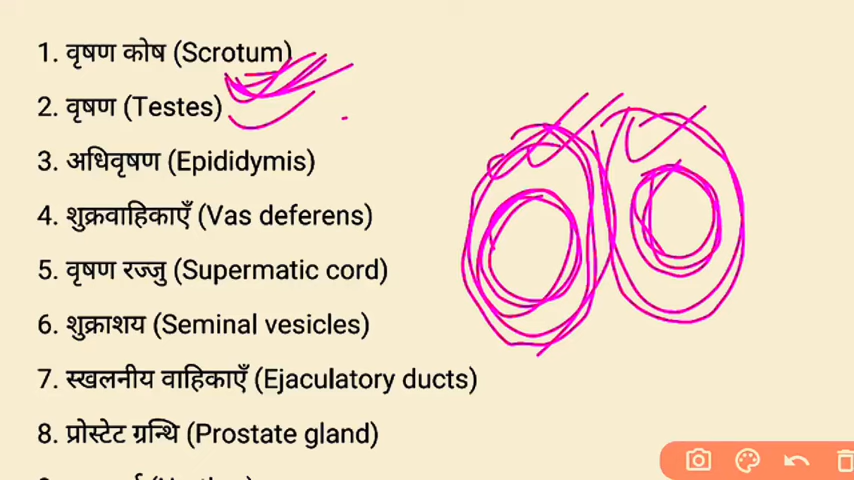 1. वृषण कोष (Scrotum)
2. वृषण (Testes)
3. अधिवृषण (Epididymis)
4. शुक्रवाहिकाएँ (Vas deferens)
5. वृषण रज्जु (Supermatic cord)
6. शुक्राशय (Seminal vesicles)
7. स्खलनीय वाहिकाएँ (Ejaculatory ducts)
8. प्रोस्टेट ग्रन्थि (Prostate gland)